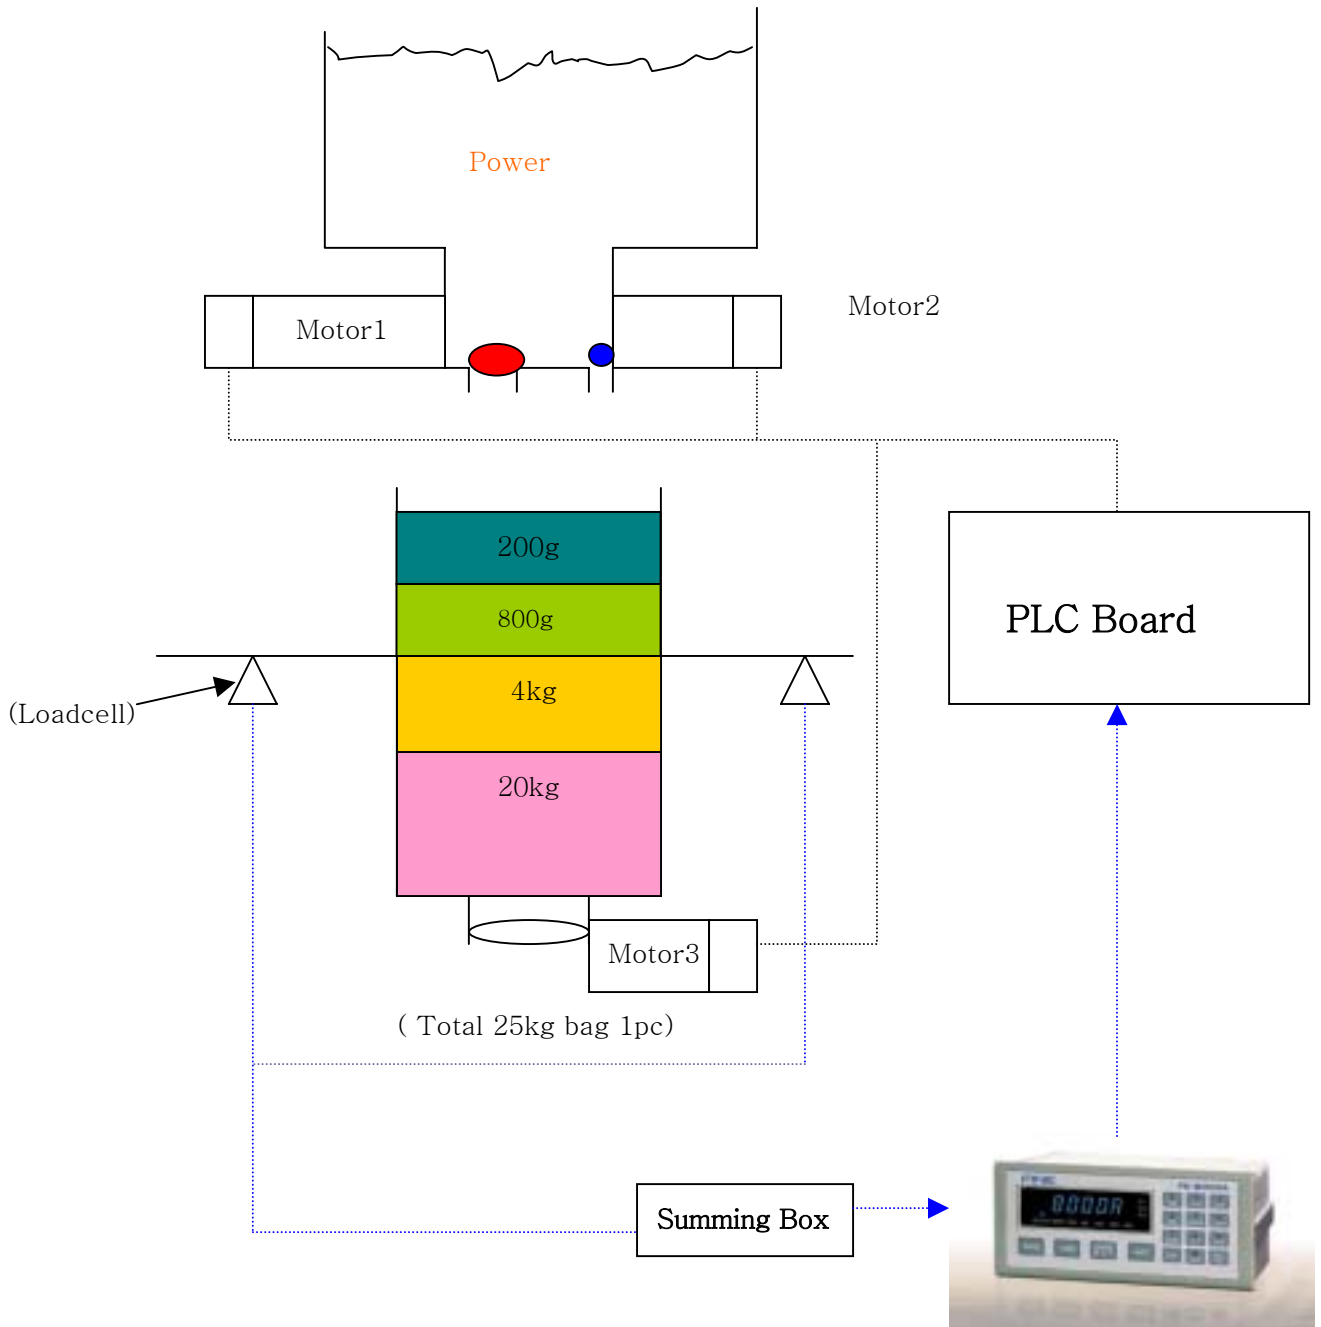 Power
Motor1
Motor2
200g
800g
4kg
20kg
(Loadcell)
PLC Board
Motor3
( Total 25kg bag 1pc)
Summing Box